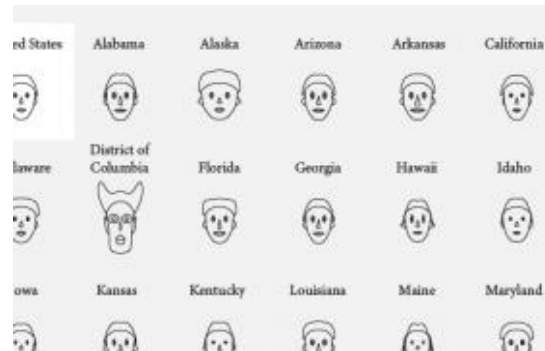 ed States Alabama Alaska Arizona Arkansas California
District of
laware Columbia Florida Georgia Hawaii Idaho
owa Kansas Kentucky Louisiana Maine Maryland